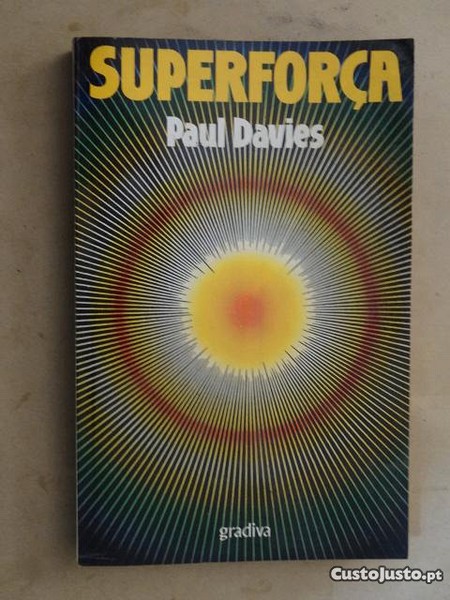 SUPERFORÇA
Paul Davies
gradiva
CustoJusto.pt